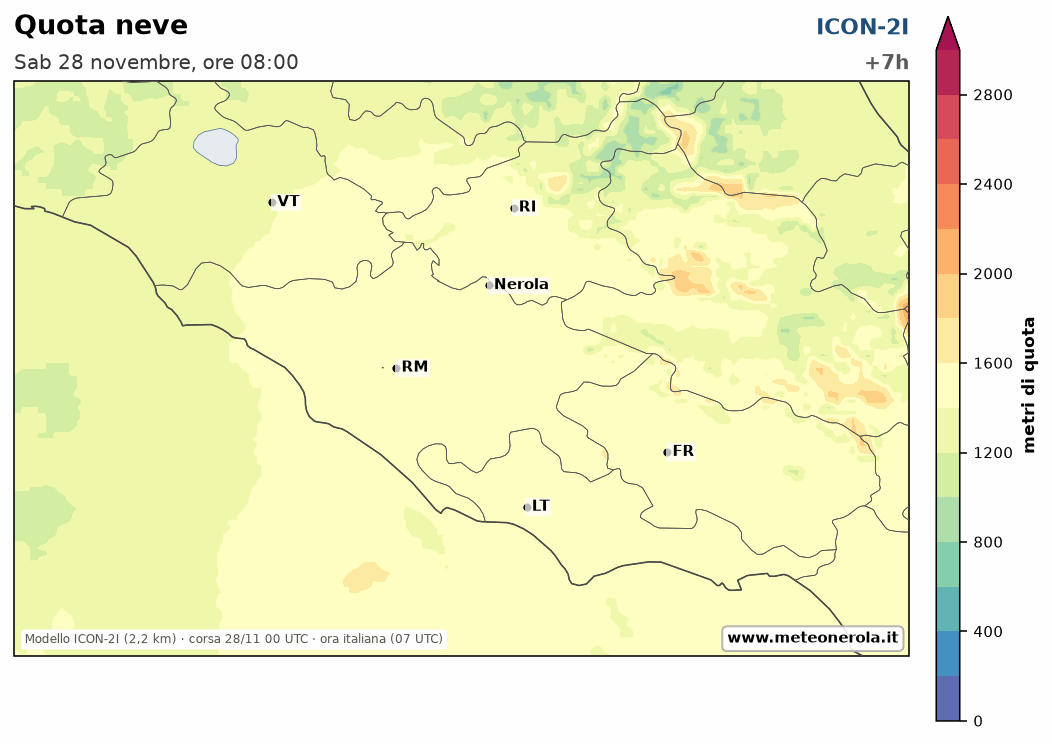 Quota neve
ICON-2I
Sab 28 novembre, ore 08:00
+7h
2800
2400
2000
1600
1200
800
400
0
metri di quota
VT
RI
Nerola
RM
FR
LT
Modello ICON-2I (2,2 km) · corsa 28/11 00 UTC · ora italiana (07 UTC)
www.meteonerola.it